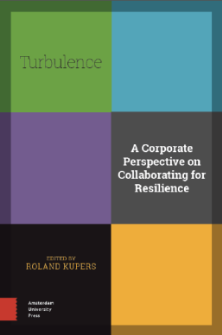 Turbulence
A Corporate
Perspective on
Collaborating for
Resilience
EDITED BY
ROLAND KUPERS
Amsterdam
University
Press